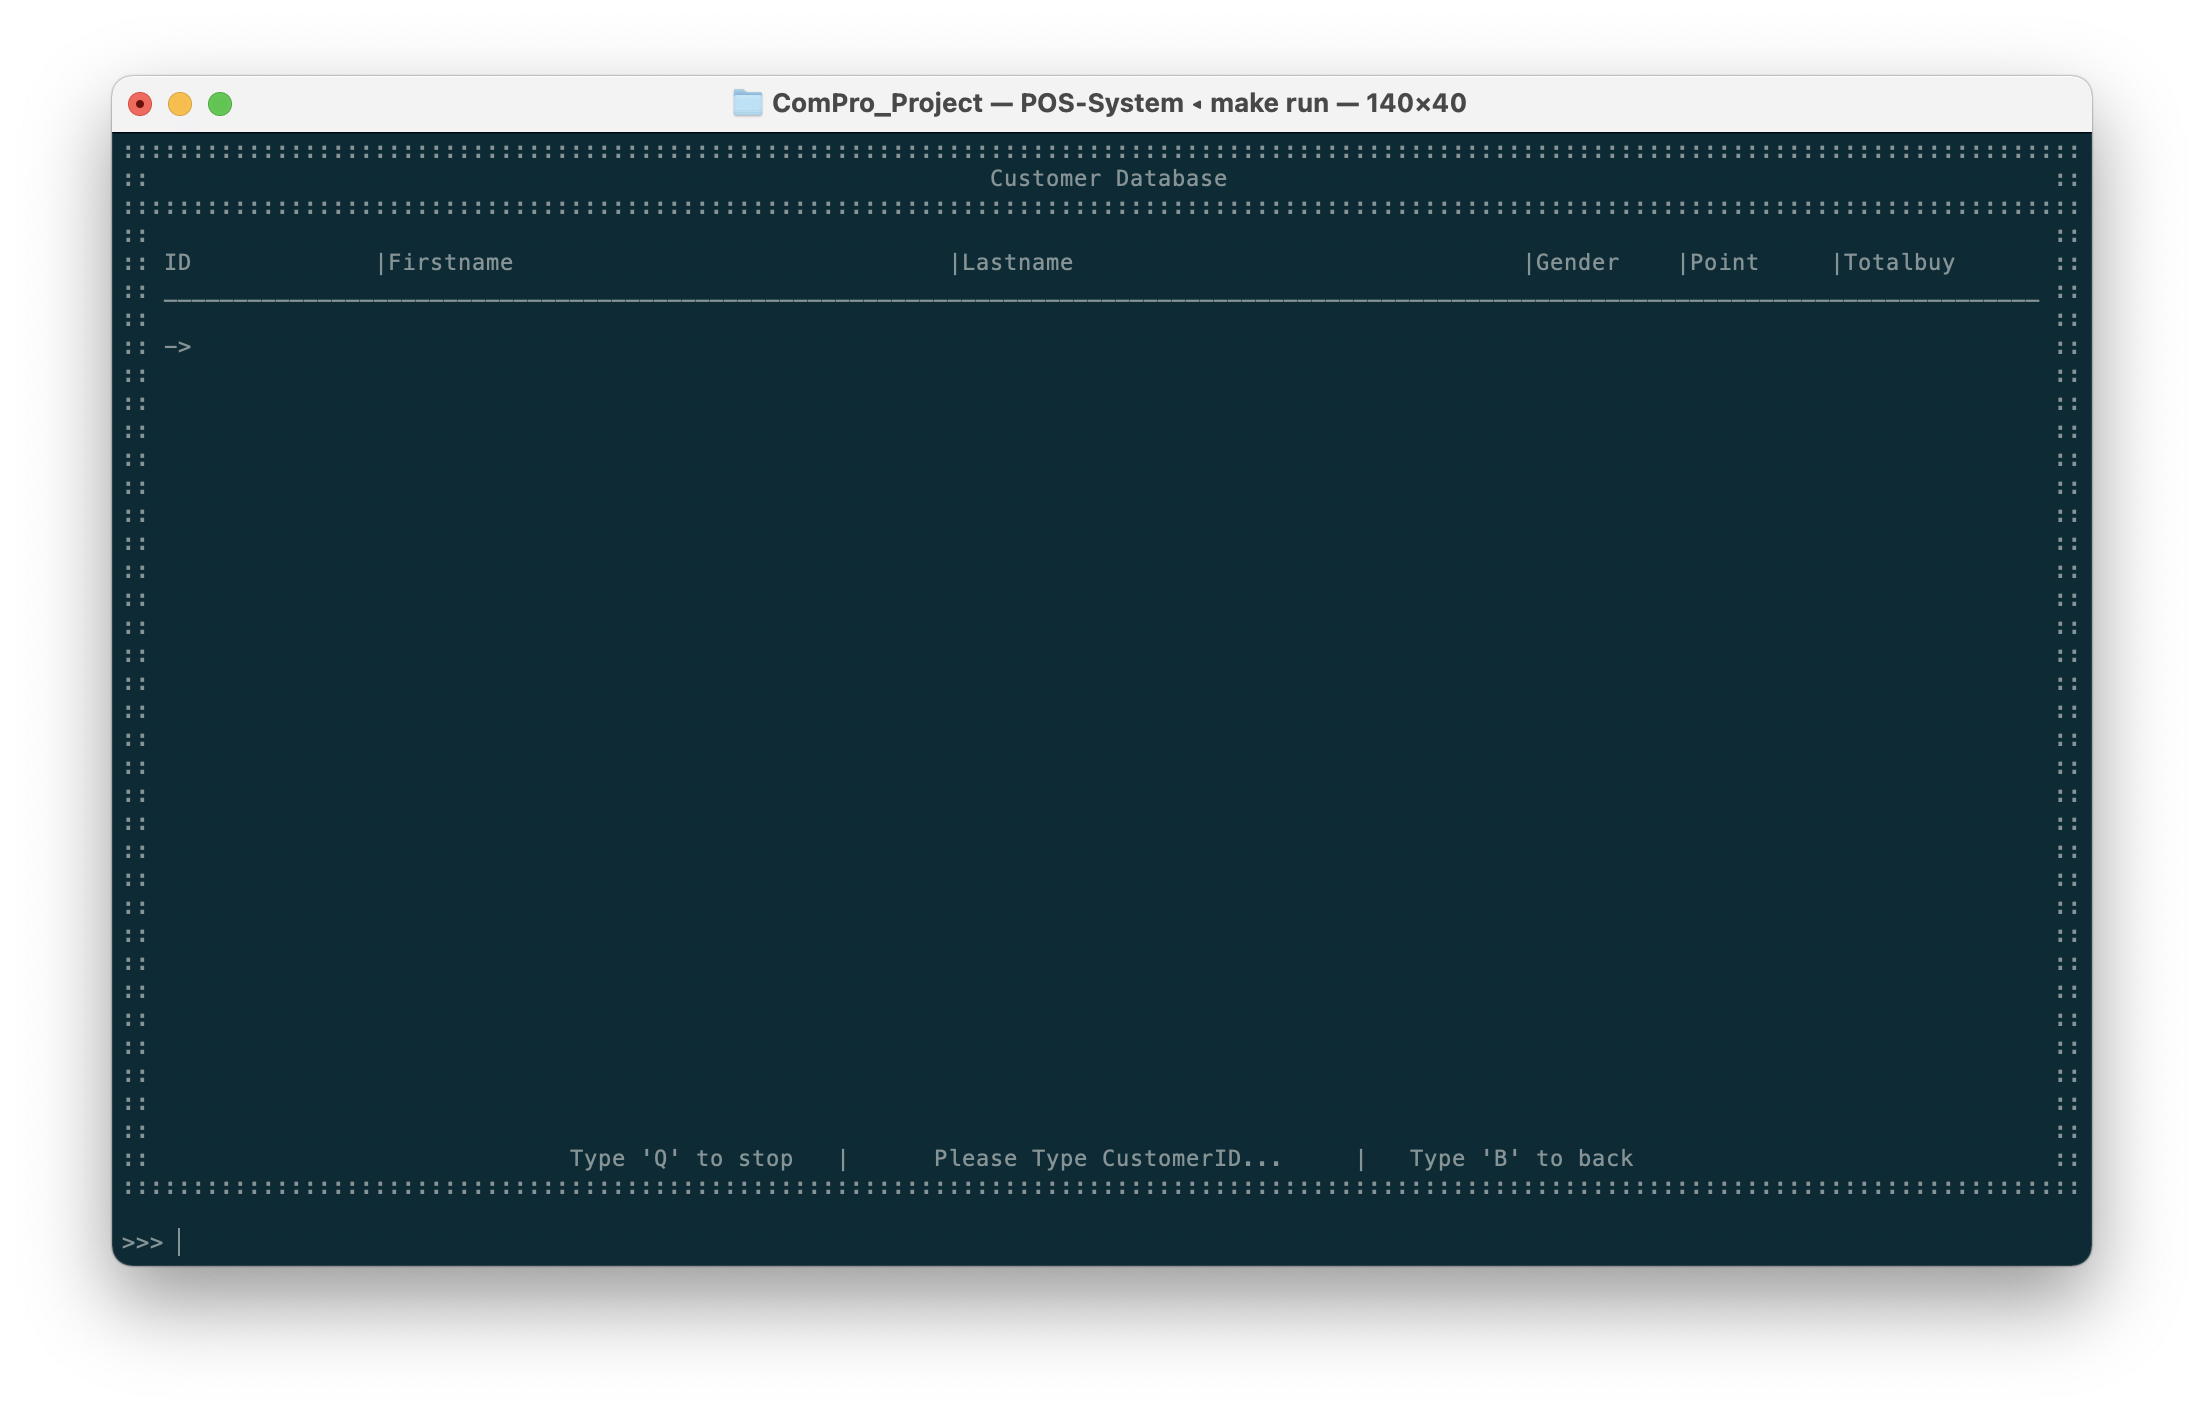 ComPro_Project — POS-System ◂ make run — 140×40
::::::::::::::::::::::::::::::::::::::::::::::::::::::::::::::::::::::::::::::::::::::::::::::::::::::::::::::::::::::::::::::::::::::::::::
:: Customer Database ::
::::::::::::::::::::::::::::::::::::::::::::::::::::::::::::::::::::::::::::::::::::::::::::::::::::::::::::::::::::::::::::::::::::::::::::
:: ID |Firstname |Lastname |Gender |Point |Totalbuy ::
:: -> ::
:: Type 'Q' to stop | Please Type CustomerID... | Type 'B' to back ::
::::::::::::::::::::::::::::::::::::::::::::::::::::::::::::::::::::::::::::::::::::::::::::::::::::::::::::::::::::::::::::::::::::::::::::
>>>